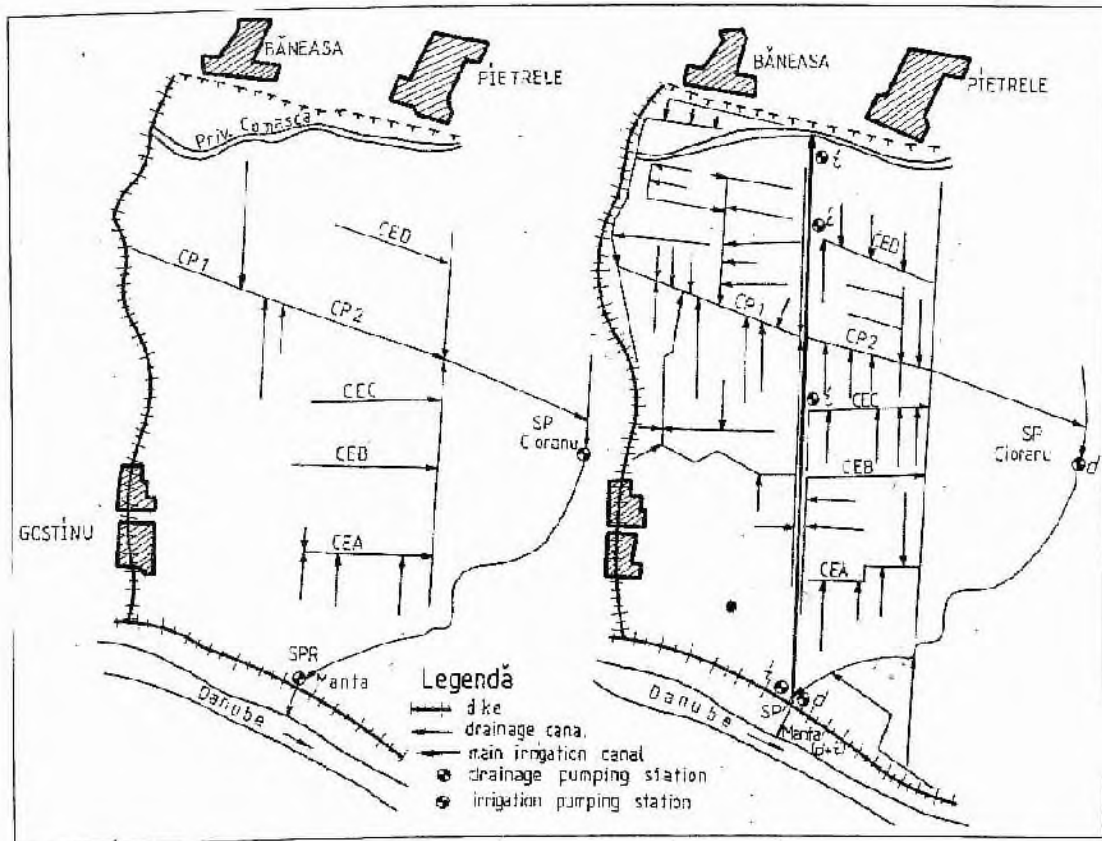 BĂNEASA
PIETRELE
Priv. Comasca
CED
CP1
CP2
CEC
CEB
CEA
SP
Cioranu
GOSTÍNU
SPR
Manta
Danube
Legendă
dike
drainage canal
main irrigation canal
drainage pumping station
irrigation pumping station
BĂNEASA
PIETRELE
i
i
CED
CP1
CP2
i
CEC
CEB
SP
Cioranu
d
CEA
i
d
SP
Manta
(d+i)
Danube